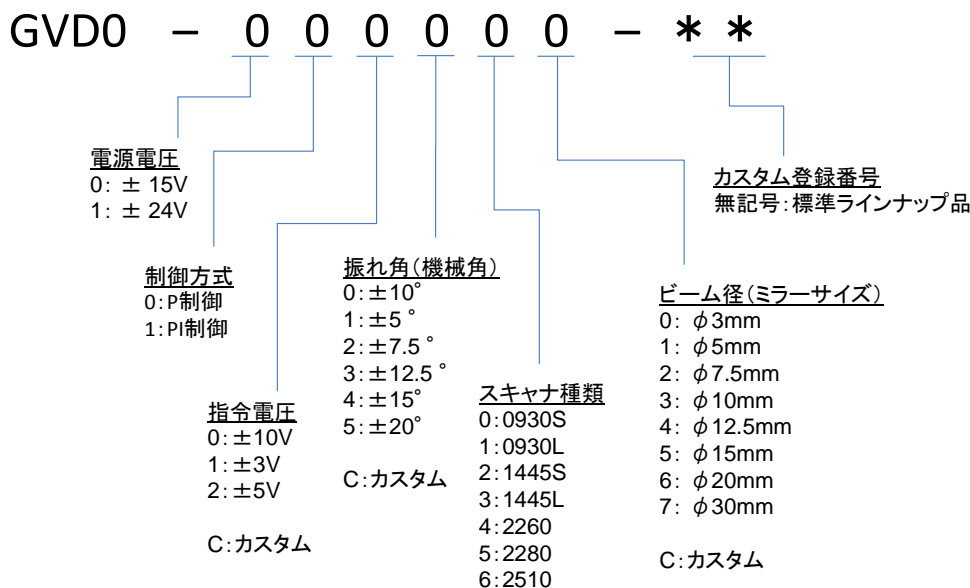 GVD0 － 0 0 0 0 0 0 － * *
電源電圧
0: ± 15V
1: ± 24V
制御方式
0:P制御
1:PI制御
指令電圧
0:±10V
1:±3V
2:±5V
C:カスタム
振れ角(機械角)
0:±10°
1:±5 °
2:±7.5 °
3:±12.5 °
4:±15°
5:±20°
C:カスタム
スキャナ種類
0:0930S
1:0930L
2:1445S
3:1445L
4:2260
5:2280
6:2510
ビーム径(ミラーサイズ)
0: φ3mm
1: φ5mm
2: φ7.5mm
3: φ10mm
4: φ12.5mm
5: φ15mm
6: φ20mm
7: φ30mm
C:カスタム
カスタム登録番号
無記号:標準ラインナップ品